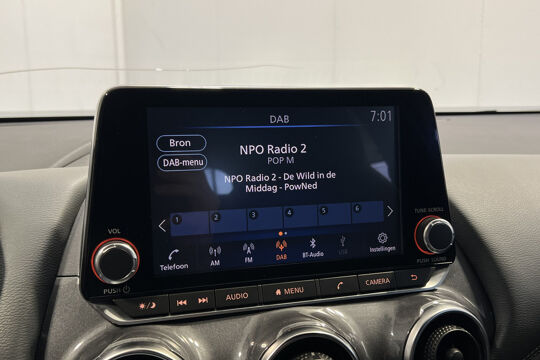 DAB
7:01
Bron
DAB-menu
NPO Radio 2
POP M
NPO Radio 2 - De Wild in de
Middag - PowNed
1 2 3 4 5 6
Telefoon AM FM DAB BT-Audio USB Instellingen
VOL
PUSH
TUNE·SCROLL
PUSH SOUND
AUDIO MENU CAMERA